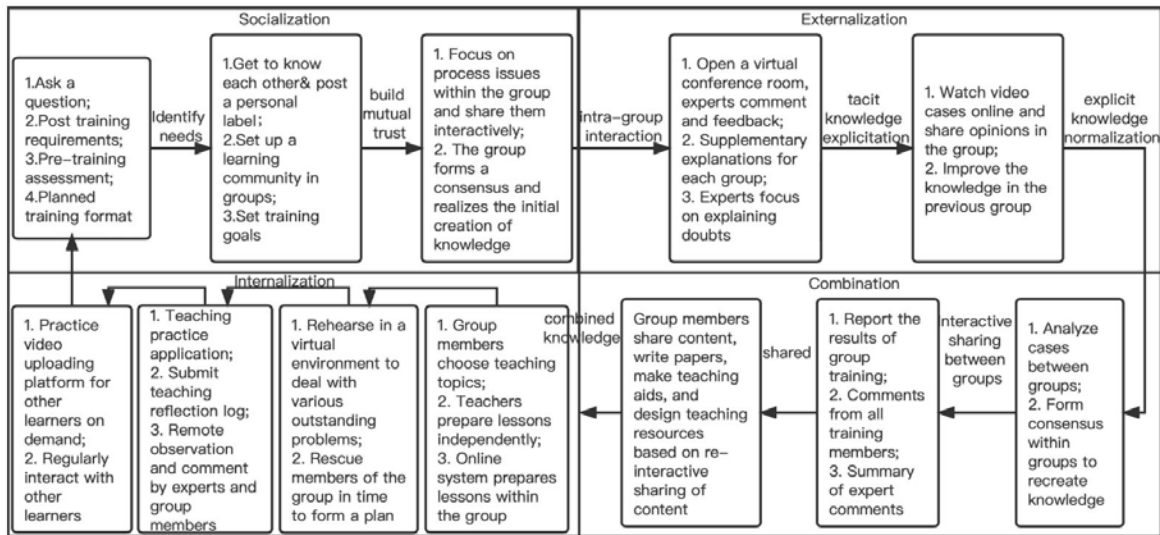 Socialization
1.Ask a
question;
2.Post training
requirements;
3.Pre-training
assessment;
4.Planned
training format
Identify
needs
1.Get to know
each other& post
a personal
label;
2.Set up a
learning
community in
groups;
3.Set training
goals
build
mutual
trust
1. Focus on
process issues
within the group
and share them
interactively;
2. The group
forms a
consensus and
realizes the initial
creation of
knowledge
intra-group
interaction
Externalization
1. Open a virtual
conference room,
experts comment
and feedback;
2. Supplementary
explanations for
each group;
3. Experts focus
on explaining
doubts
tacit
knowledge
explicitation
1. Watch video
cases online and
share opinions in
the group;
2. Improve the
knowledge in the
previous group
explicit
knowledge
normalization
Internalization
1. Practice
video
uploading
platform for
other
learners on
demand;
2. Regularly
interact with
other
learners
1. Teaching
practice
application;
2. Submit
teaching
reflection log;
3. Remote
observation
and comment
by experts and
group
members
1. Rehearse in a
virtual
environment to
deal with
various
outstanding
problems;
2. Rescue
members of the
group in time
to form a plan
1. Group
members
choose teaching
topics;
2. Teachers
prepare lessons
independently;
3. Online
system prepares
lessons within
the group
combined
knowledge
Combination
Group members
share content,
write papers,
make teaching
aids, and
design teaching
resources
based on re-
interactive
sharing of
content
shared
1. Report the
results of
group
training;
2. Comments
from all
training
members;
3. Summary
of expert
comments
interactive
sharing
between
groups
1. Analyze
cases
between
groups;
2. Form
consensus
within
groups to
recreate
knowledge